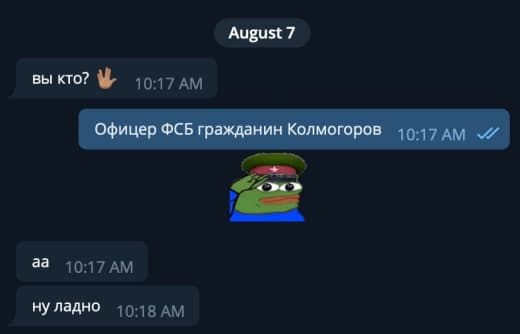 August 7
вы кто? 🖖🏽 10:17 AM
Офицер ФСБ гражданин Колмогоров 10:17 AM
аа 10:17 AM
ну ладно 10:18 AM